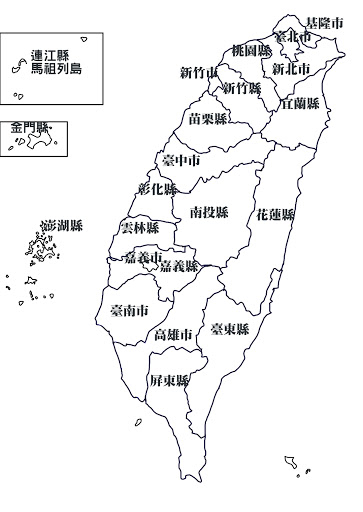 基隆市
臺北市
桃園縣
連江縣
馬祖列島
新竹市
新北市
新竹縣
宜蘭縣
苗栗縣
金門縣
臺中市
彰化縣
南投縣
花蓮縣
澎湖縣
雲林縣
嘉義市
嘉義縣
臺南市
臺東縣
高雄市
屏東縣